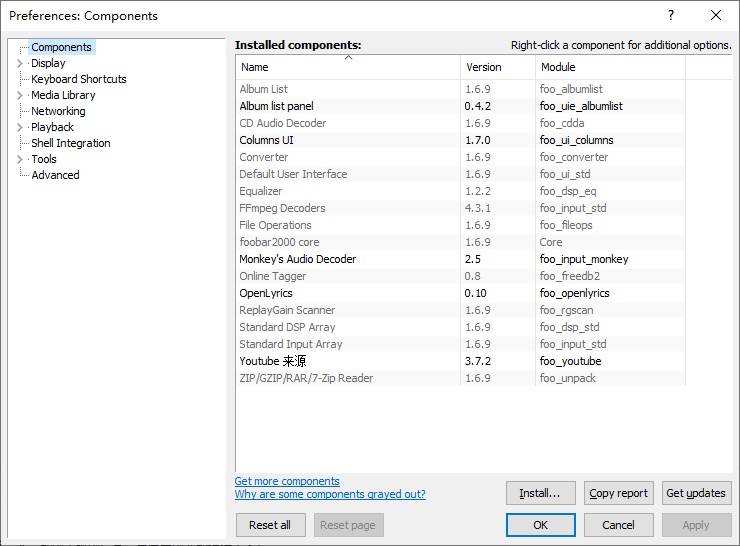 Preferences: Components
?
Components
Display
Keyboard Shortcuts
Media Library
Networking
Playback
Shell Integration
Tools
Advanced
Installed components: Right-click a component for additional options.
Name Version Module
Album List 1.6.9 foo_albumlist
Album list panel 0.4.2 foo_uie_albumlist
CD Audio Decoder 1.6.9 foo_cdda
Columns UI 1.7.0 foo_ui_columns
Converter 1.6.9 foo_converter
Default User Interface 1.6.9 foo_ui_std
Equalizer 1.2.2 foo_dsp_eq
FFmpeg Decoders 4.3.1 foo_input_std
File Operations 1.6.9 foo_fileops
foobar2000 core 1.6.9 Core
Monkey's Audio Decoder 2.5 foo_input_monkey
Online Tagger 0.8 foo_freedb2
OpenLyrics 0.10 foo_openlyrics
ReplayGain Scanner 1.6.9 foo_rgscan
Standard DSP Array 1.6.9 foo_dsp_std
Standard Input Array 1.6.9 foo_input_std
Youtube 来源 3.7.2 foo_youtube
ZIP/GZIP/RAR/7-Zip Reader 1.6.9 foo_unpack
Get more components
Why are some components grayed out?
Install... Copy report Get updates
Reset all Reset page OK Cancel Apply